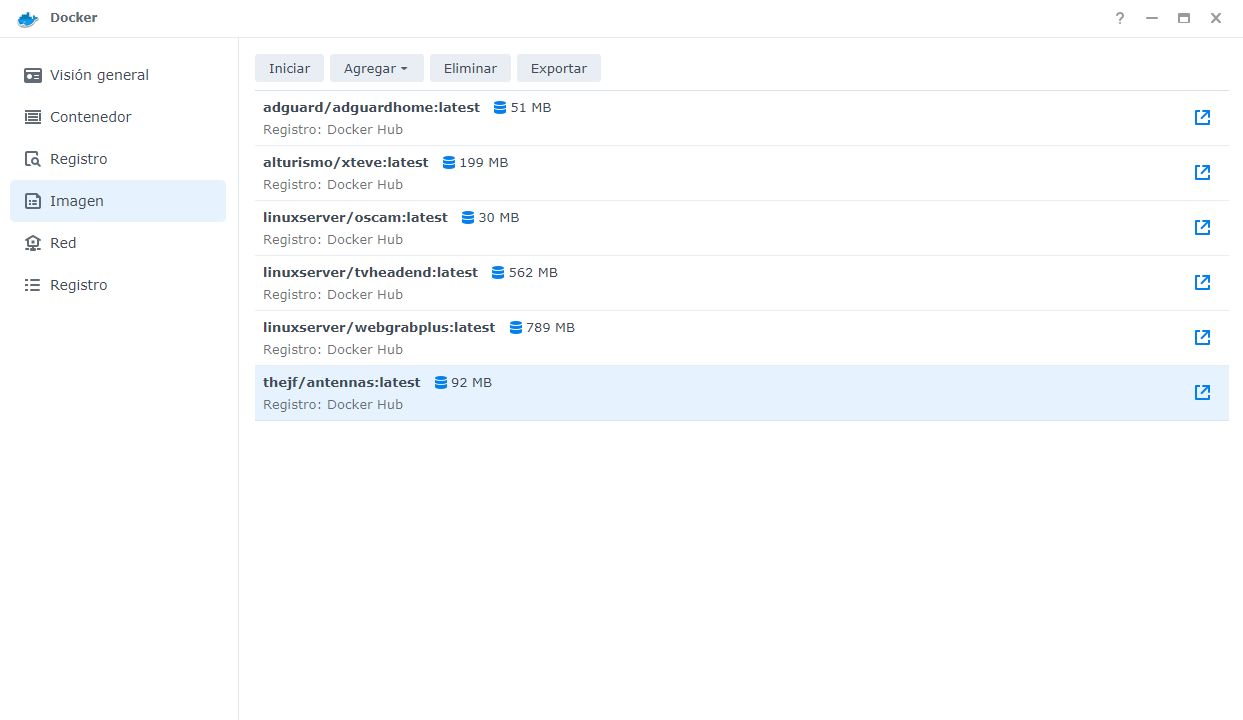 Docker
?
Visión general
Contenedor
Registro
Imagen
Red
Registro
Iniciar Agregar Eliminar Exportar
adguard/adguardhome:latest 51 MB
Registro: Docker Hub
alturismo/xteve:latest 199 MB
Registro: Docker Hub
linuxserver/oscam:latest 30 MB
Registro: Docker Hub
linuxserver/tvheadend:latest 562 MB
Registro: Docker Hub
linuxserver/webgrabplus:latest 789 MB
Registro: Docker Hub
thejf/antennas:latest 92 MB
Registro: Docker Hub